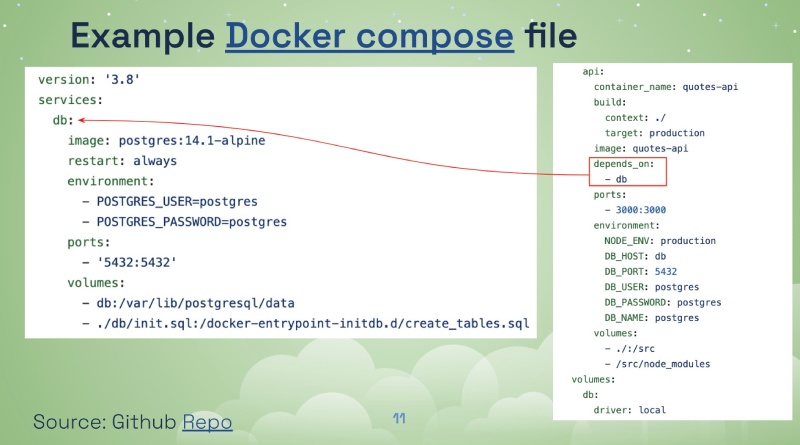 Example Docker compose file
version: '3.8'
services:
db:
image: postgres:14.1-alpine
restart: always
environment:
- POSTGRES_USER=postgres
- POSTGRES_PASSWORD=postgres
ports:
- '5432:5432'
volumes:
- db:/var/lib/postgresql/data
- ./db/init.sql:/docker-entrypoint-initdb.d/create_tables.sql
api:
container_name: quotes-api
build:
context: ./
target: production
image: quotes-api
depends_on:
- db
ports:
- 3000:3000
environment:
NODE_ENV: production
DB_HOST: db
DB_PORT: 5432
DB_USER: postgres
DB_PASSWORD: postgres
DB_NAME: postgres
volumes:
- ./:/src
- /src/node_modules
volumes:
db:
driver: local
Source: Github Repo
11